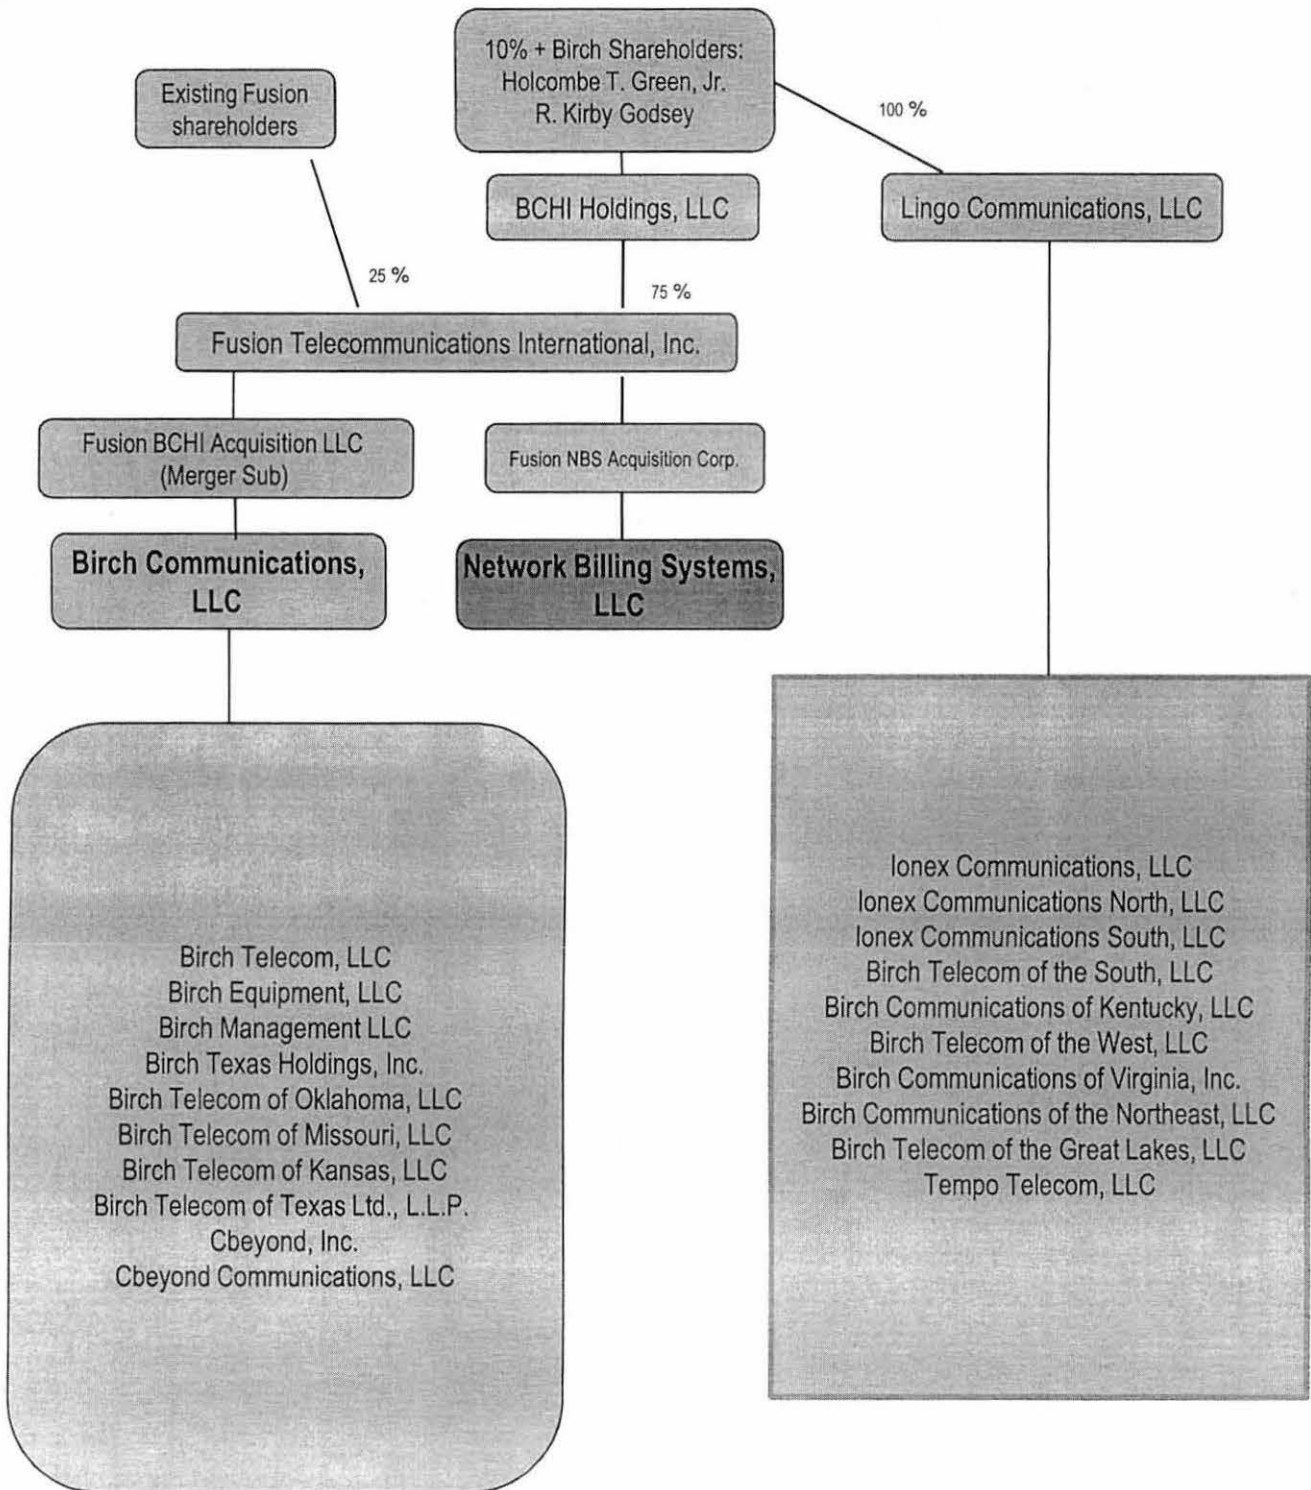 10% + Birch Shareholders:
Holcombe T. Green, Jr.
R. Kirby Godsey
Existing Fusion
shareholders
100 %
BCHI Holdings, LLC
Lingo Communications, LLC
25 %
75 %
Fusion Telecommunications International, Inc.
Fusion BCHI Acquisition LLC
(Merger Sub)
Fusion NBS Acquisition Corp.
Birch Communications,
LLC
Network Billing Systems,
LLC
Birch Telecom, LLC
Birch Equipment, LLC
Birch Management LLC
Birch Texas Holdings, Inc.
Birch Telecom of Oklahoma, LLC
Birch Telecom of Missouri, LLC
Birch Telecom of Kansas, LLC
Birch Telecom of Texas Ltd., L.L.P.
Cbeyond, Inc.
Cbeyond Communications, LLC
Ionex Communications, LLC
Ionex Communications North, LLC
Ionex Communications South, LLC
Birch Telecom of the South, LLC
Birch Communications of Kentucky, LLC
Birch Telecom of the West, LLC
Birch Communications of Virginia, Inc.
Birch Communications of the Northeast, LLC
Birch Telecom of the Great Lakes, LLC
Tempo Telecom, LLC